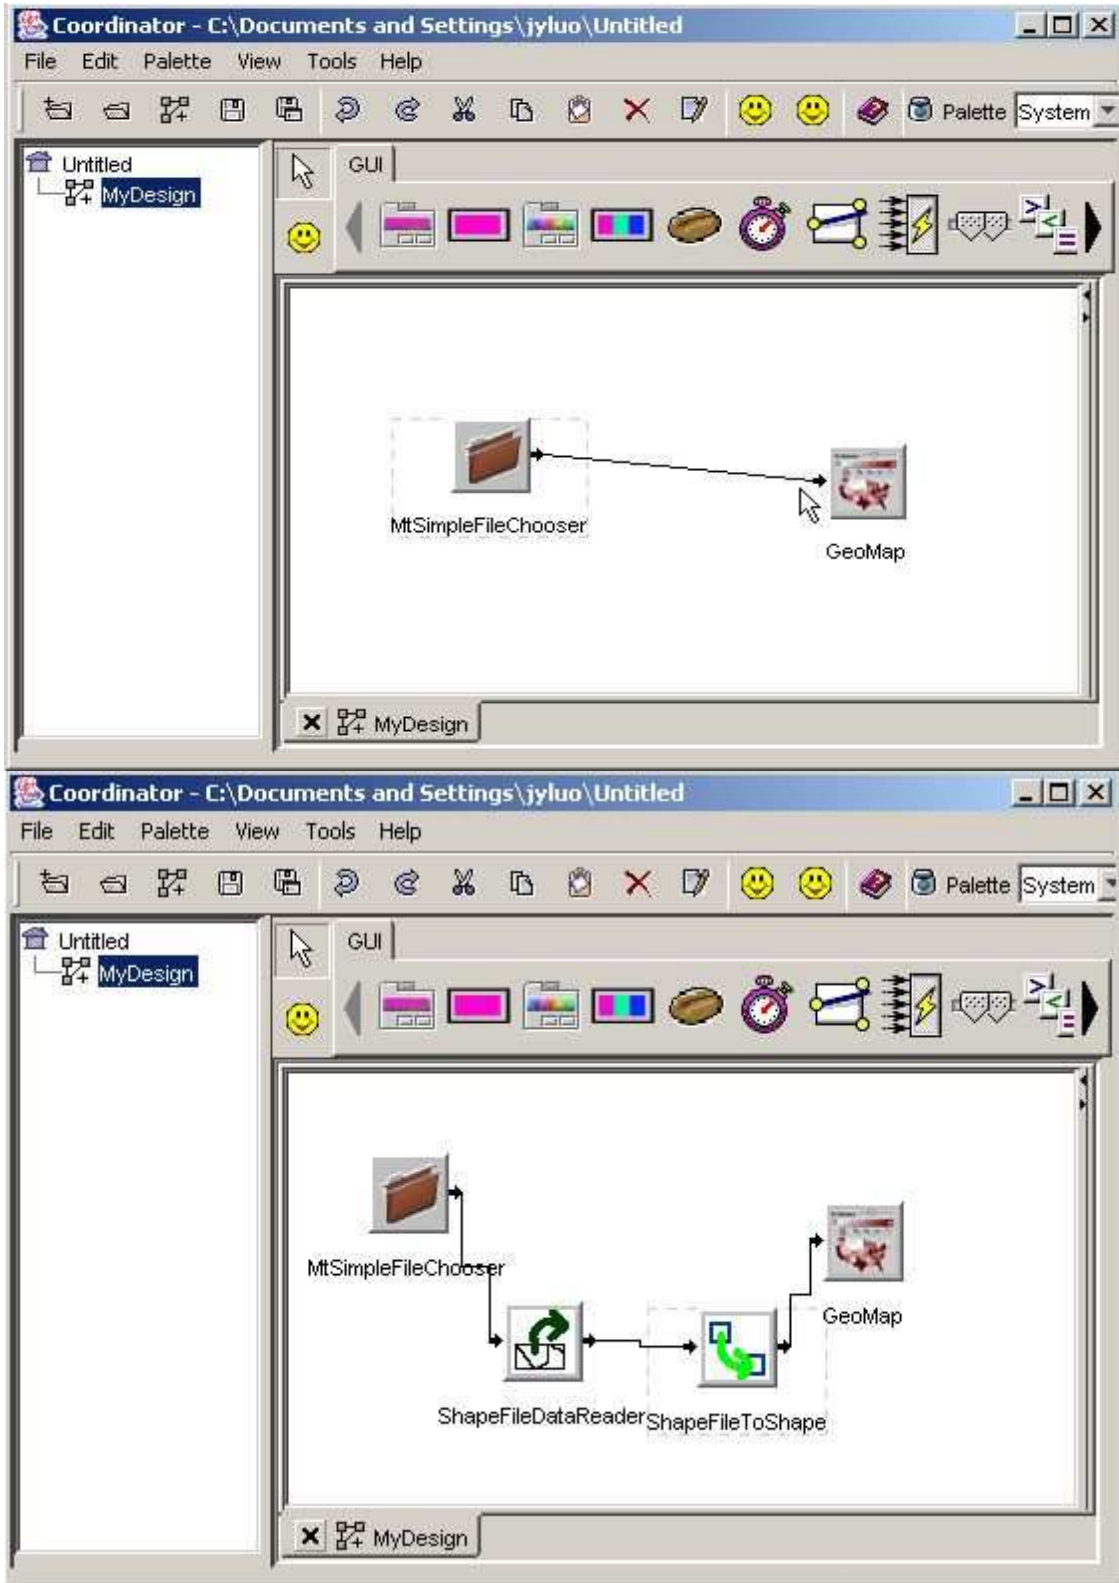 Coordinator - C:\Documents and Settings\jyluo\Untitled
File Edit Palette View Tools Help
Palette System
Untitled
MyDesign
GUI
MtSimpleFileChooser
GeoMap
MyDesign
Coordinator - C:\Documents and Settings\jyluo\Untitled
File Edit Palette View Tools Help
Palette System
Untitled
MyDesign
GUI
MtSimpleFileChooser
GeoMap
ShapeFileDataReader
ShapeFileToShape
MyDesign